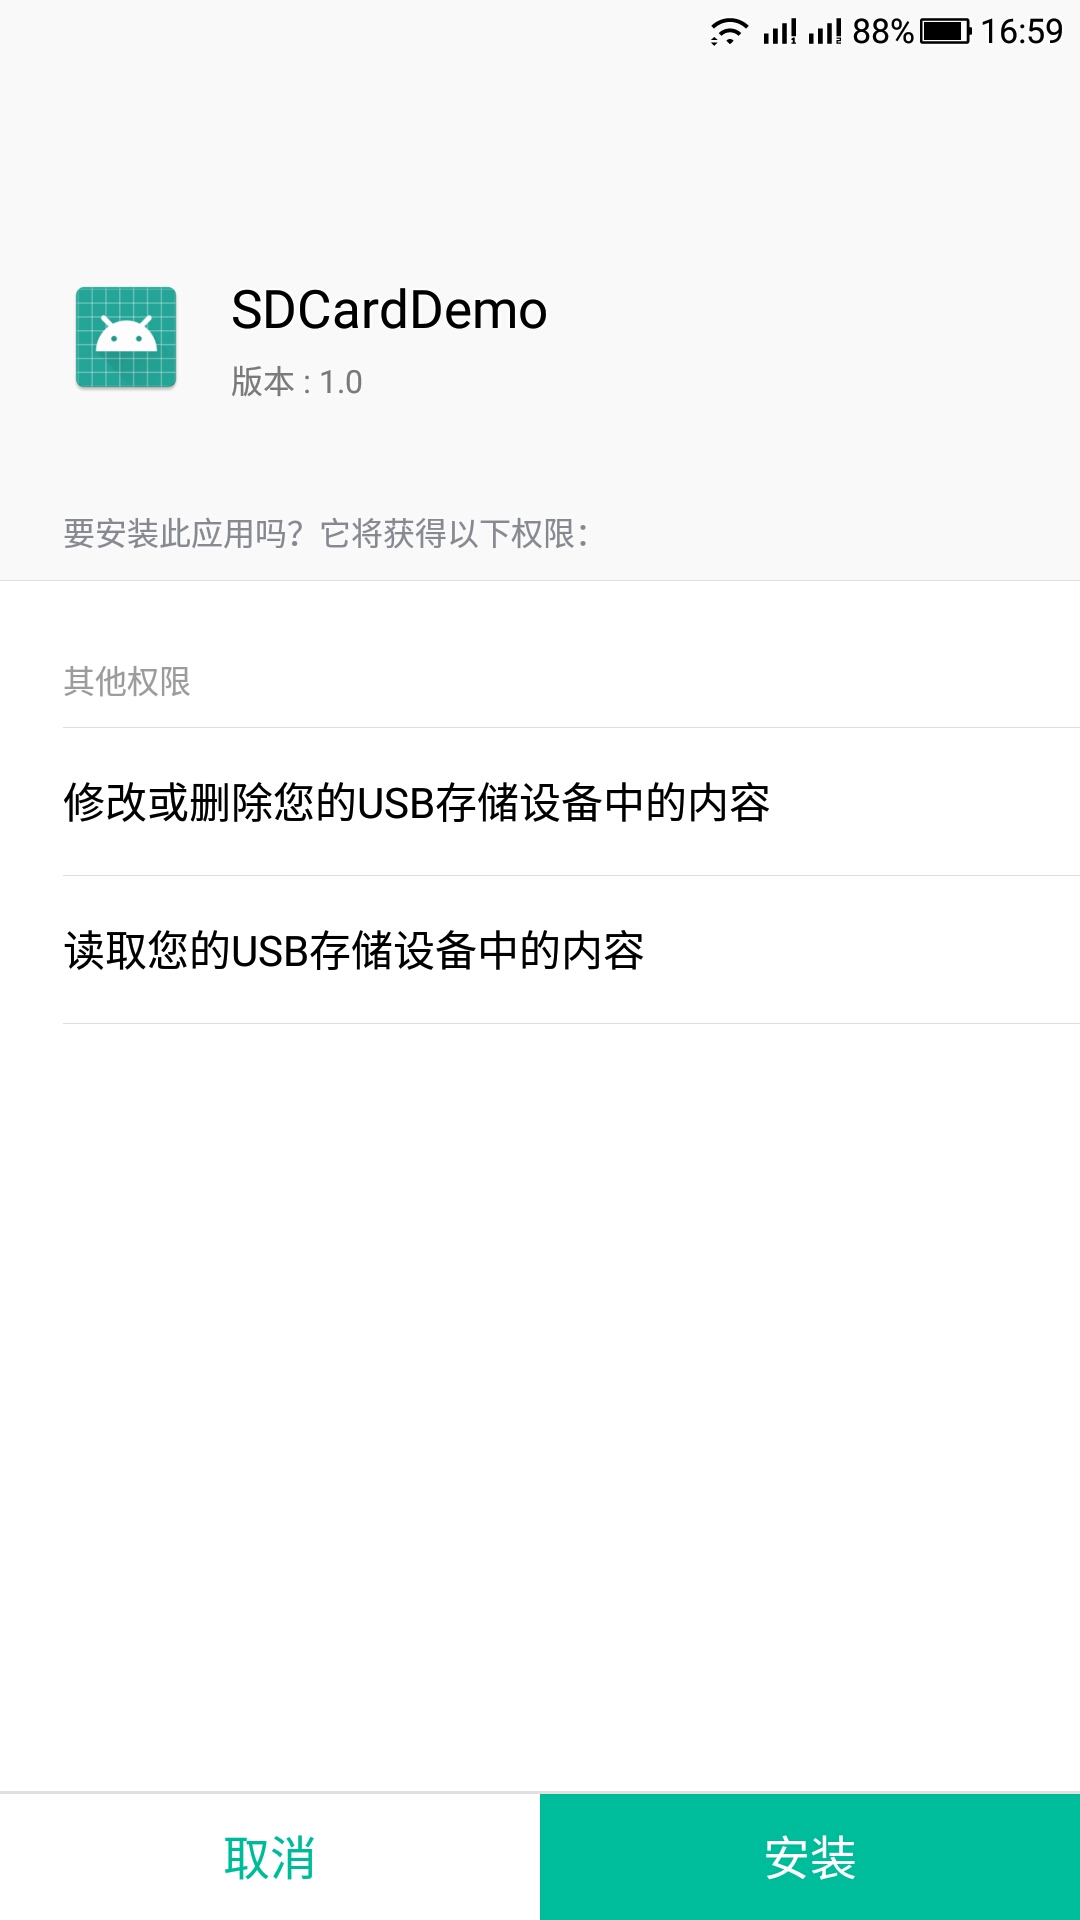 88% 16:59
SDCardDemo
版本 : 1.0
要安装此应用吗？它将获得以下权限：
其他权限
修改或删除您的USB存储设备中的内容
读取您的USB存储设备中的内容
取消 安装